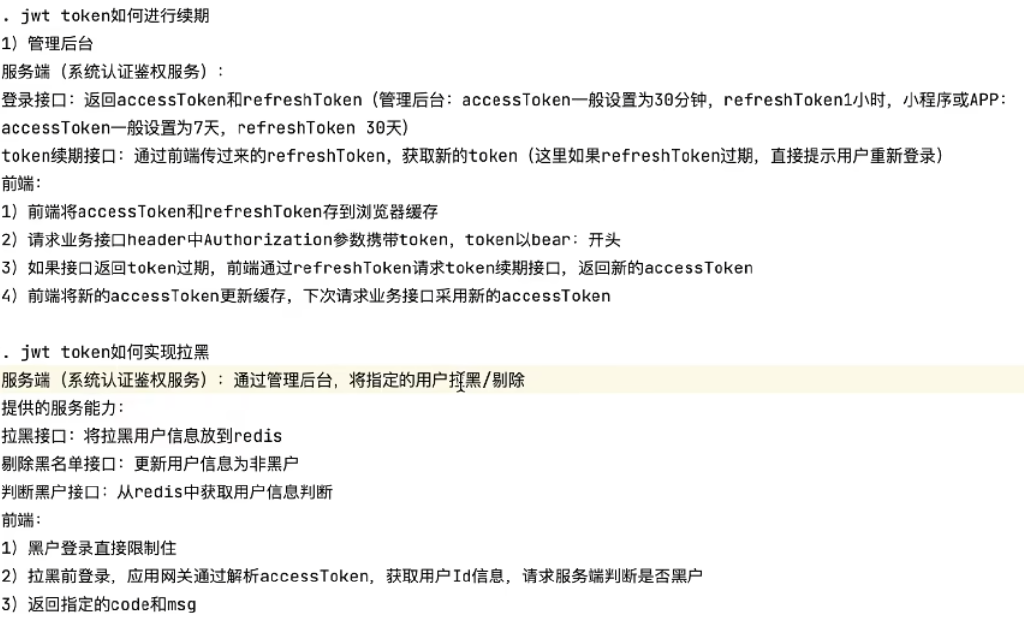 . jwt token如何进行续期
1）管理后台
服务端（系统认证鉴权服务）：
登录接口：返回accessToken和refreshToken（管理后台：accessToken一般设置为30分钟，refreshToken1小时，小程序或APP：
accessToken一般设置为7天，refreshToken 30天）
token续期接口：通过前端传过来的refreshToken，获取新的token（这里如果refreshToken过期，直接提示用户重新登录）
前端：
1）前端将accessToken和refreshToken存到浏览器缓存
2）请求业务接口header中Authorization参数携带token，token以bear：开头
3）如果接口返回token过期，前端通过refreshToken请求token续期接口，返回新的accessToken
4）前端将新的accessToken更新缓存，下次请求业务接口采用新的accessToken
. jwt token如何实现拉黑
服务端（系统认证鉴权服务）：通过管理后台，将指定的用户拉黑/剔除
提供的服务能力：
拉黑接口：将拉黑用户信息放到redis
剔除黑名单接口：更新用户信息为非黑户
判断黑户接口：从redis中获取用户信息判断
前端：
1）黑户登录直接限制住
2）拉黑前登录，应用网关通过解析accessToken，获取用户Id信息，请求服务端判断是否黑户
3）返回指定的code和msg